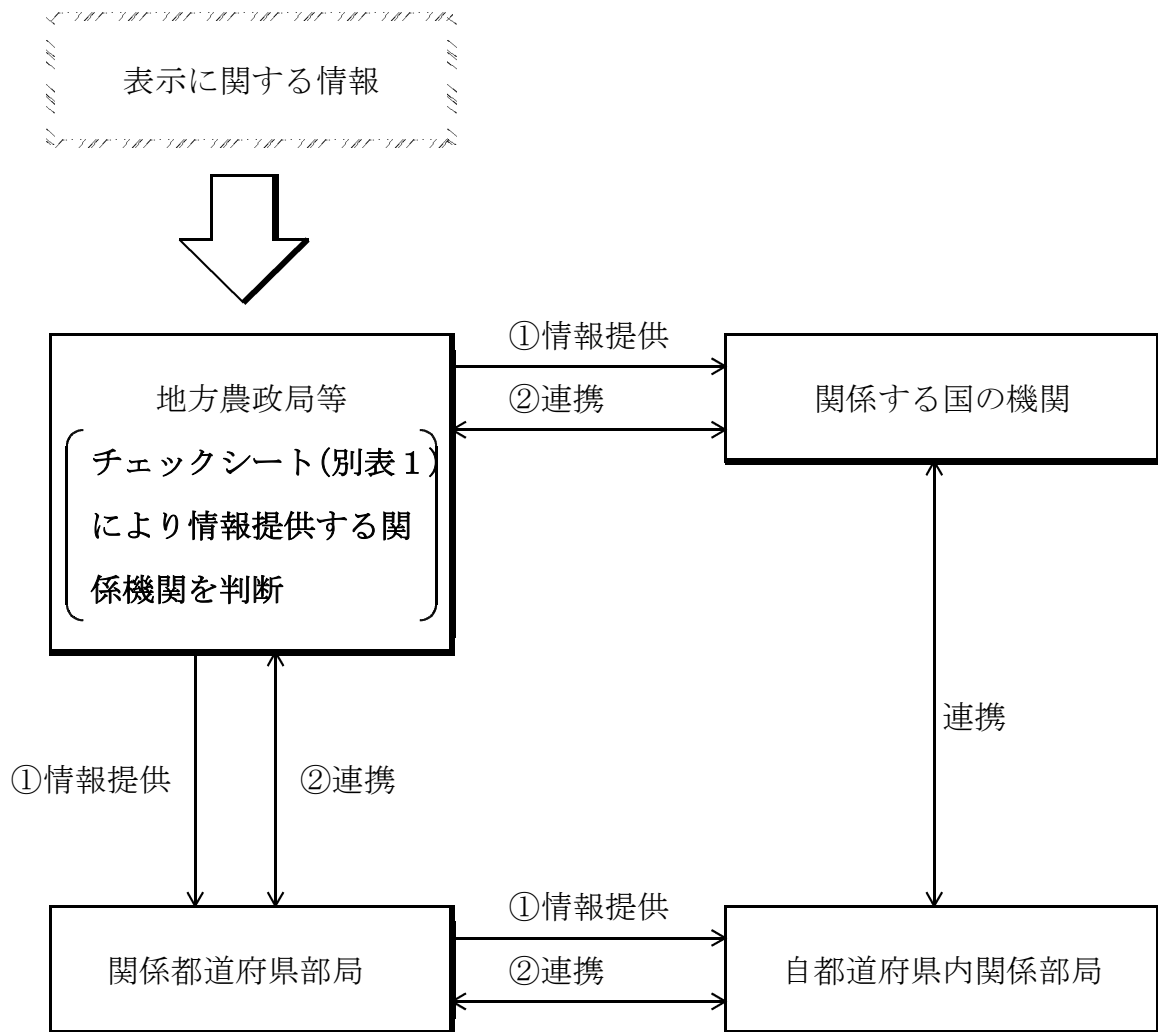 表示に関する情報
①情報提供
②連携
地方農政局等
チェックシート(別表１)
により情報提供する関
係機関を判断
関係する国の機関
連携
①情報提供
②連携
①情報提供
②連携
関係都道府県部局
自都道府県内関係部局